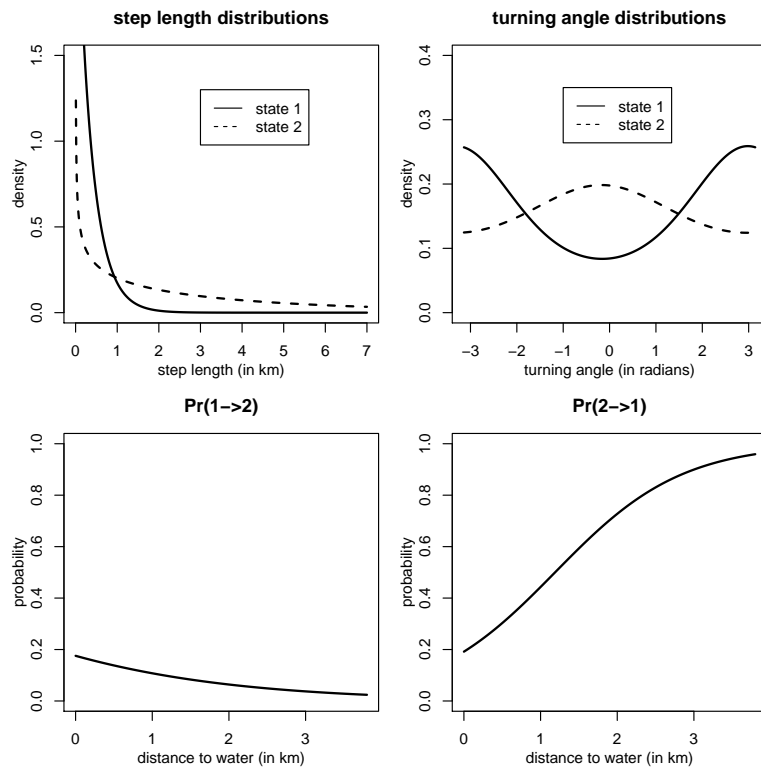 step length distributions
0.0 0.5 1.0 1.5
density
state 1
state 2
0 1 2 3 4 5 6 7
step length (in km)
turning angle distributions
0.0 0.1 0.2 0.3 0.4
density
state 1
state 2
−3 −2 −1 0 1 2 3
turning angle (in radians)
Pr(1−>2)
0.0 0.2 0.4 0.6 0.8 1.0
probability
0 1 2 3
distance to water (in km)
Pr(2−>1)
0.0 0.2 0.4 0.6 0.8 1.0
probability
0 1 2 3
distance to water (in km)